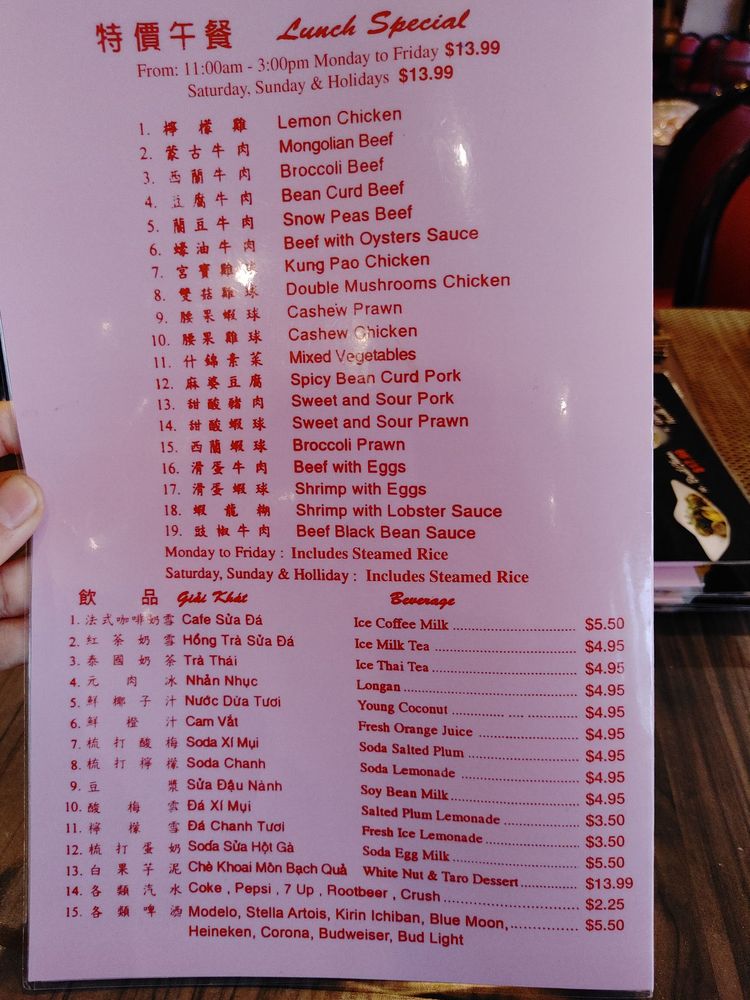 特價午餐 Lunch Special
From: 11:00am - 3:00pm Monday to Friday $13.99
Saturday, Sunday & Holidays $13.99
1. 檸檬雞 Lemon Chicken
2. 蒙古牛肉 Mongolian Beef
3. 西蘭牛肉 Broccoli Beef
4. 豆腐牛肉 Bean Curd Beef
5. 蘭豆牛肉 Snow Peas Beef
6. 蠔油牛肉 Beef with Oysters Sauce
7. 宮寶雞球 Kung Pao Chicken
8. 雙菇雞球 Double Mushrooms Chicken
9. 腰果蝦球 Cashew Prawn
10. 腰果雞球 Cashew Chicken
11. 什錦素菜 Mixed Vegetables
12. 麻婆豆腐 Spicy Bean Curd Pork
13. 甜酸豬肉 Sweet and Sour Pork
14. 甜酸蝦球 Sweet and Sour Prawn
15. 西蘭蝦球 Broccoli Prawn
16. 滑蛋牛肉 Beef with Eggs
17. 滑蛋蝦球 Shrimp with Eggs
18. 蝦龍糊 Shrimp with Lobster Sauce
19. 豉椒牛肉 Beef Black Bean Sauce
Monday to Friday : Includes Steamed Rice
Saturday, Sunday & Holliday : Includes Steamed Rice
飲品 Giải Khát Beverage
1. 法式咖啡奶雪 Cafe Sửa Đá Ice Coffee Milk $5.50
2. 紅茶奶雪 Hồng Trà Sửa Đá Ice Milk Tea $4.95
3. 泰國奶茶 Trà Thái Ice Thai Tea $4.95
4. 元肉冰 Nhản Nhục Longan $4.95
5. 鮮椰子汁 Nước Dừa Tươi Young Coconut $4.95
6. 鮮橙汁 Cam Vắt Fresh Orange Juice $4.95
7. 梳打酸梅 Soda Xí Mụi Soda Salted Plum $4.95
8. 梳打檸檬 Soda Chanh Soda Lemonade $4.95
9. 豆漿 Sửa Đậu Nành Soy Bean Milk $4.95
10. 酸梅雪 Đá Xí Mụi Salted Plum Lemonade $3.50
11. 檸檬雪 Đá Chanh Tươi Fresh Ice Lemonade $3.50
12. 梳打蛋奶 Soda Sửa Hột Gà Soda Egg Milk $5.50
13. 白果芋泥 Chè Khoai Môn Bạch Quả White Nut & Taro Dessert $13.99
14. 各類汽水 Coke , Pepsi , 7 Up , Rootbeer , Crush $2.25
15. 各類啤酒 Modelo, Stella Artois, Kirin Ichiban, Blue Moon, $5.50
Heineken, Corona, Budweiser, Bud Light